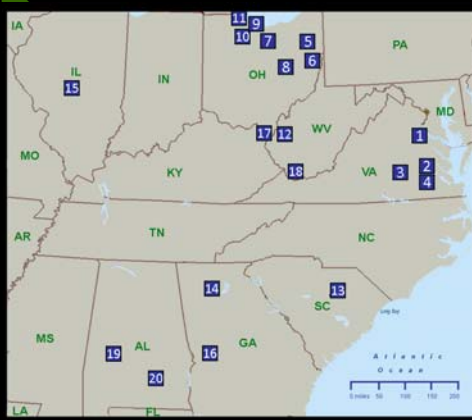 IA
11
9
10
7
5
PA
6
8
OH
IL
IN
15
MD
17
12
WV
1
MO
2
18
3
KY
VA
4
TN
NC
AR
14
13
SC
Long Bay
MS
AL
GA
19
16
Atlantic
Ocean
20
0 miles 50 100 150 200
LA
FL